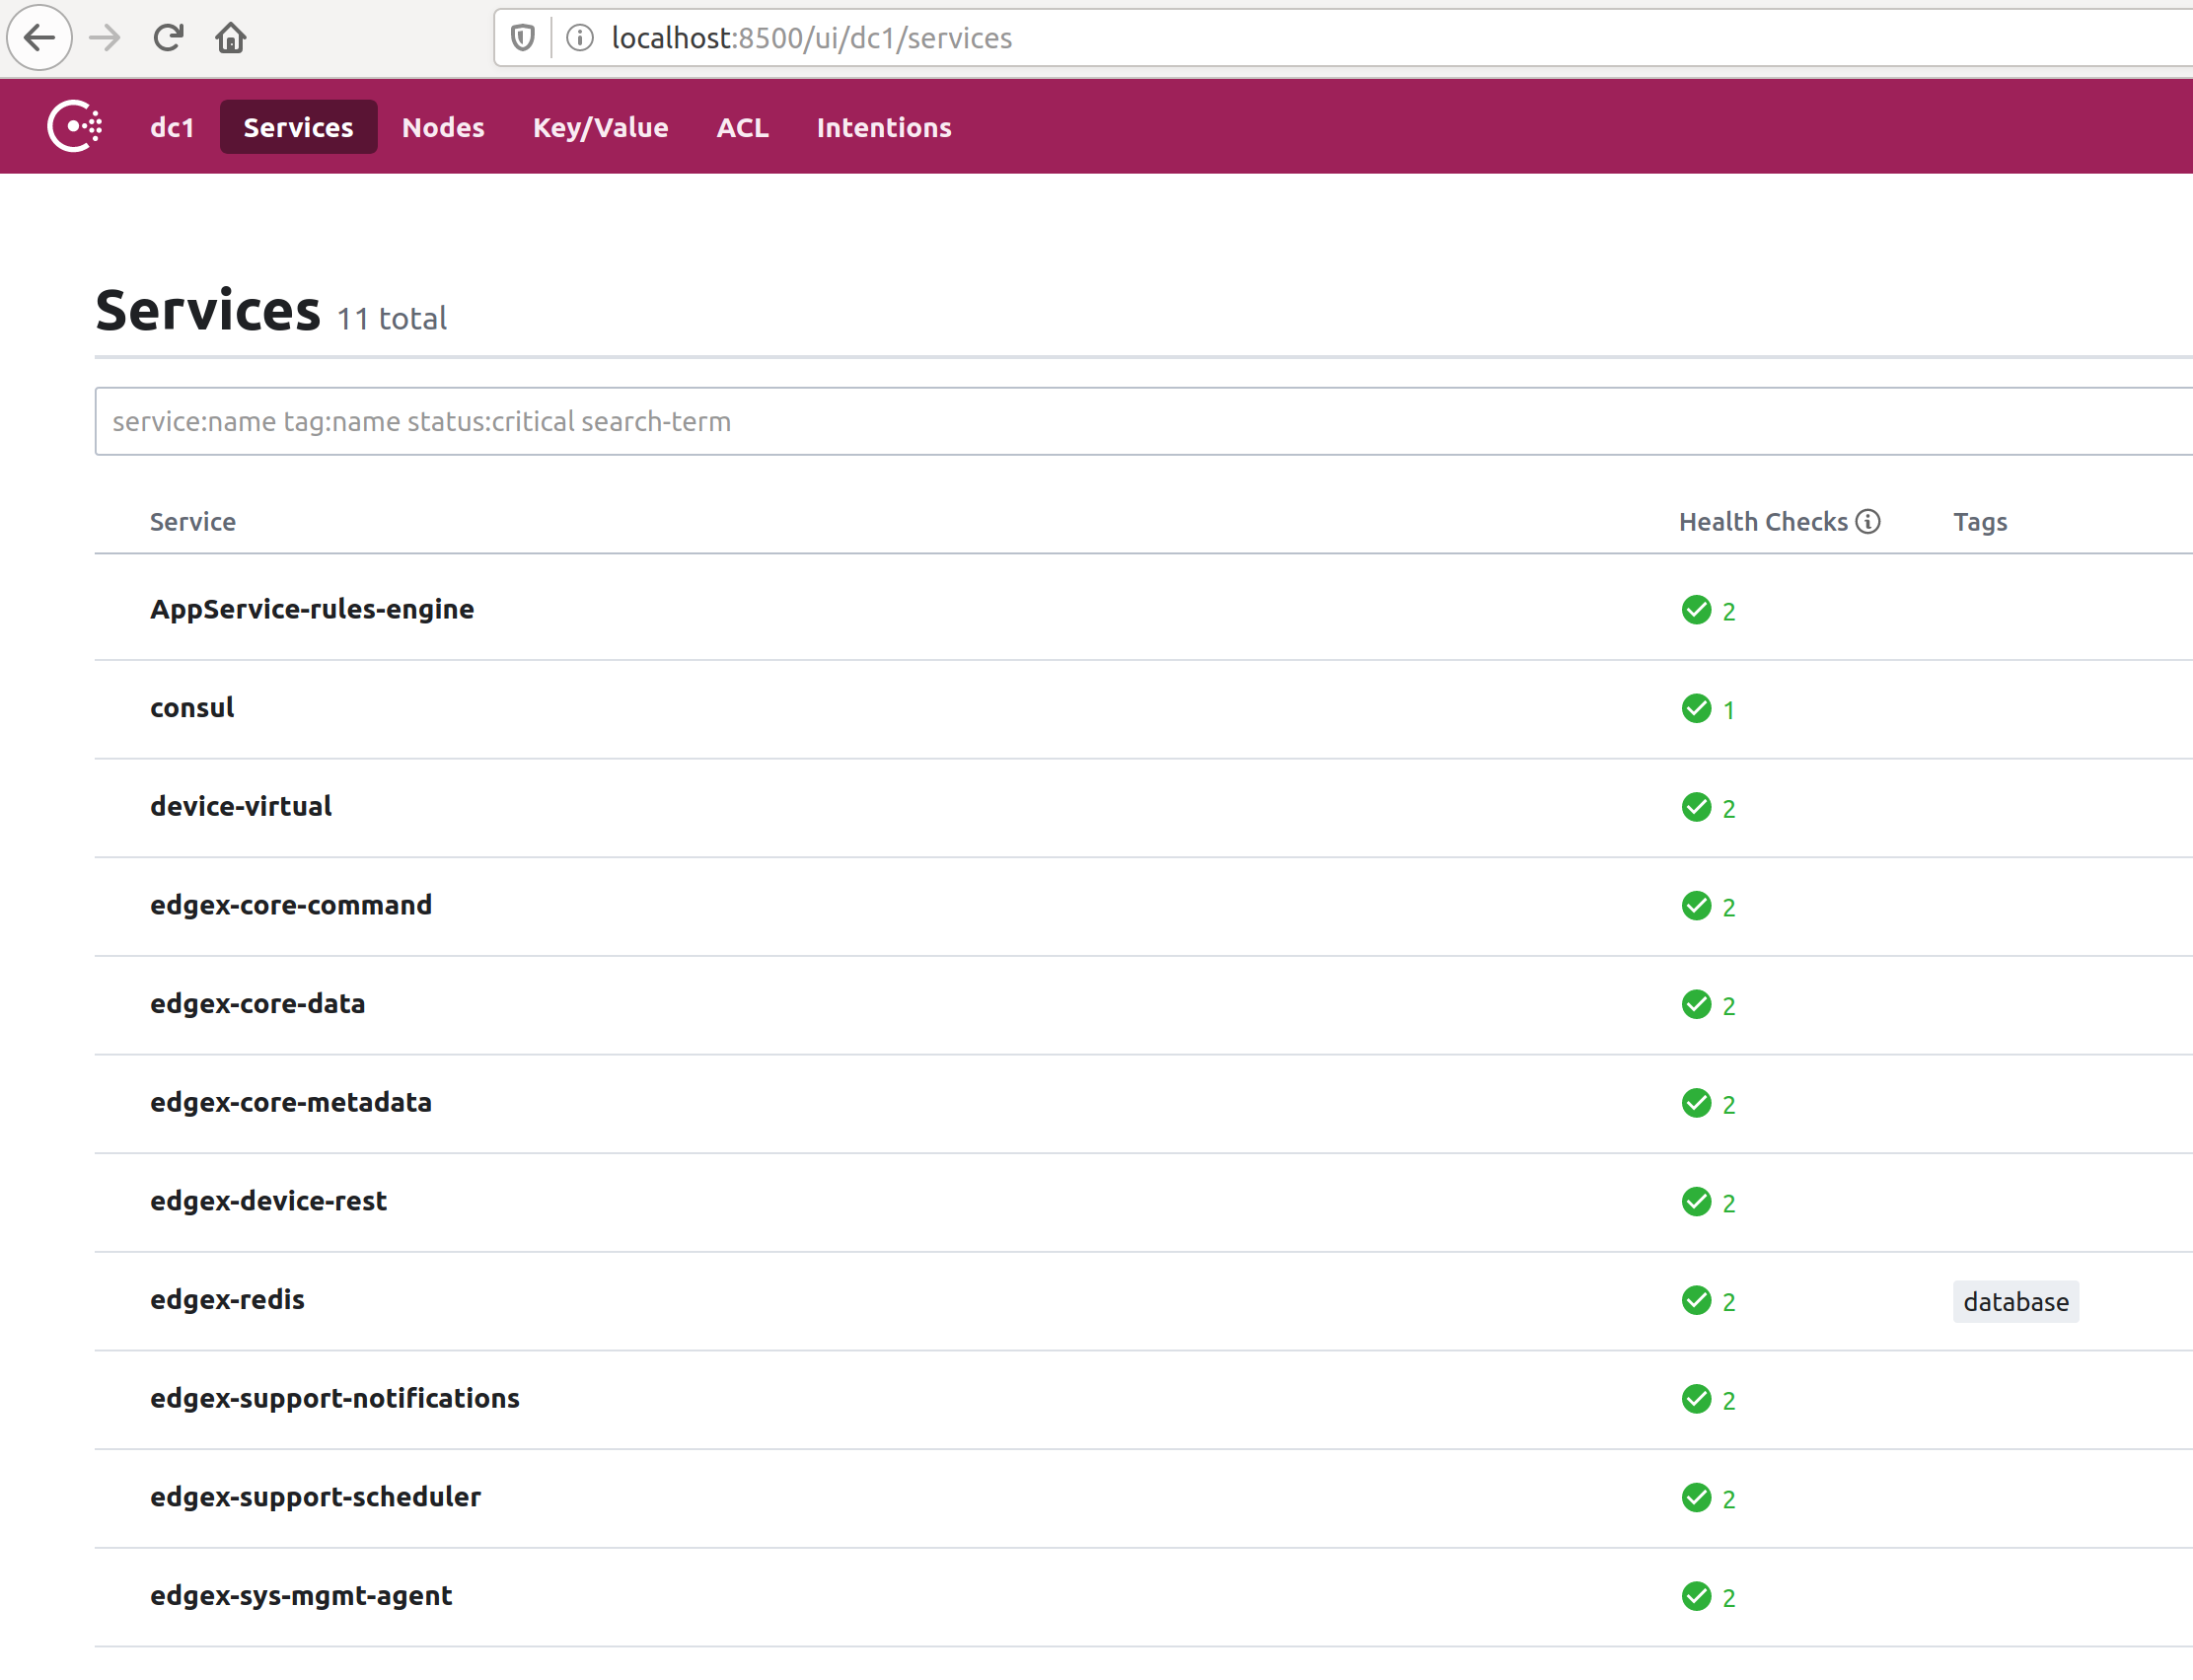 localhost:8500/ui/dc1/services
dc1 Services Nodes Key/Value ACL Intentions
Services 11 total
service:name tag:name status:critical search-term
Service Health Checks Tags
AppService-rules-engine 2
consul 1
device-virtual 2
edgex-core-command 2
edgex-core-data 2
edgex-core-metadata 2
edgex-device-rest 2
edgex-redis 2 database
edgex-support-notifications 2
edgex-support-scheduler 2
edgex-sys-mgmt-agent 2